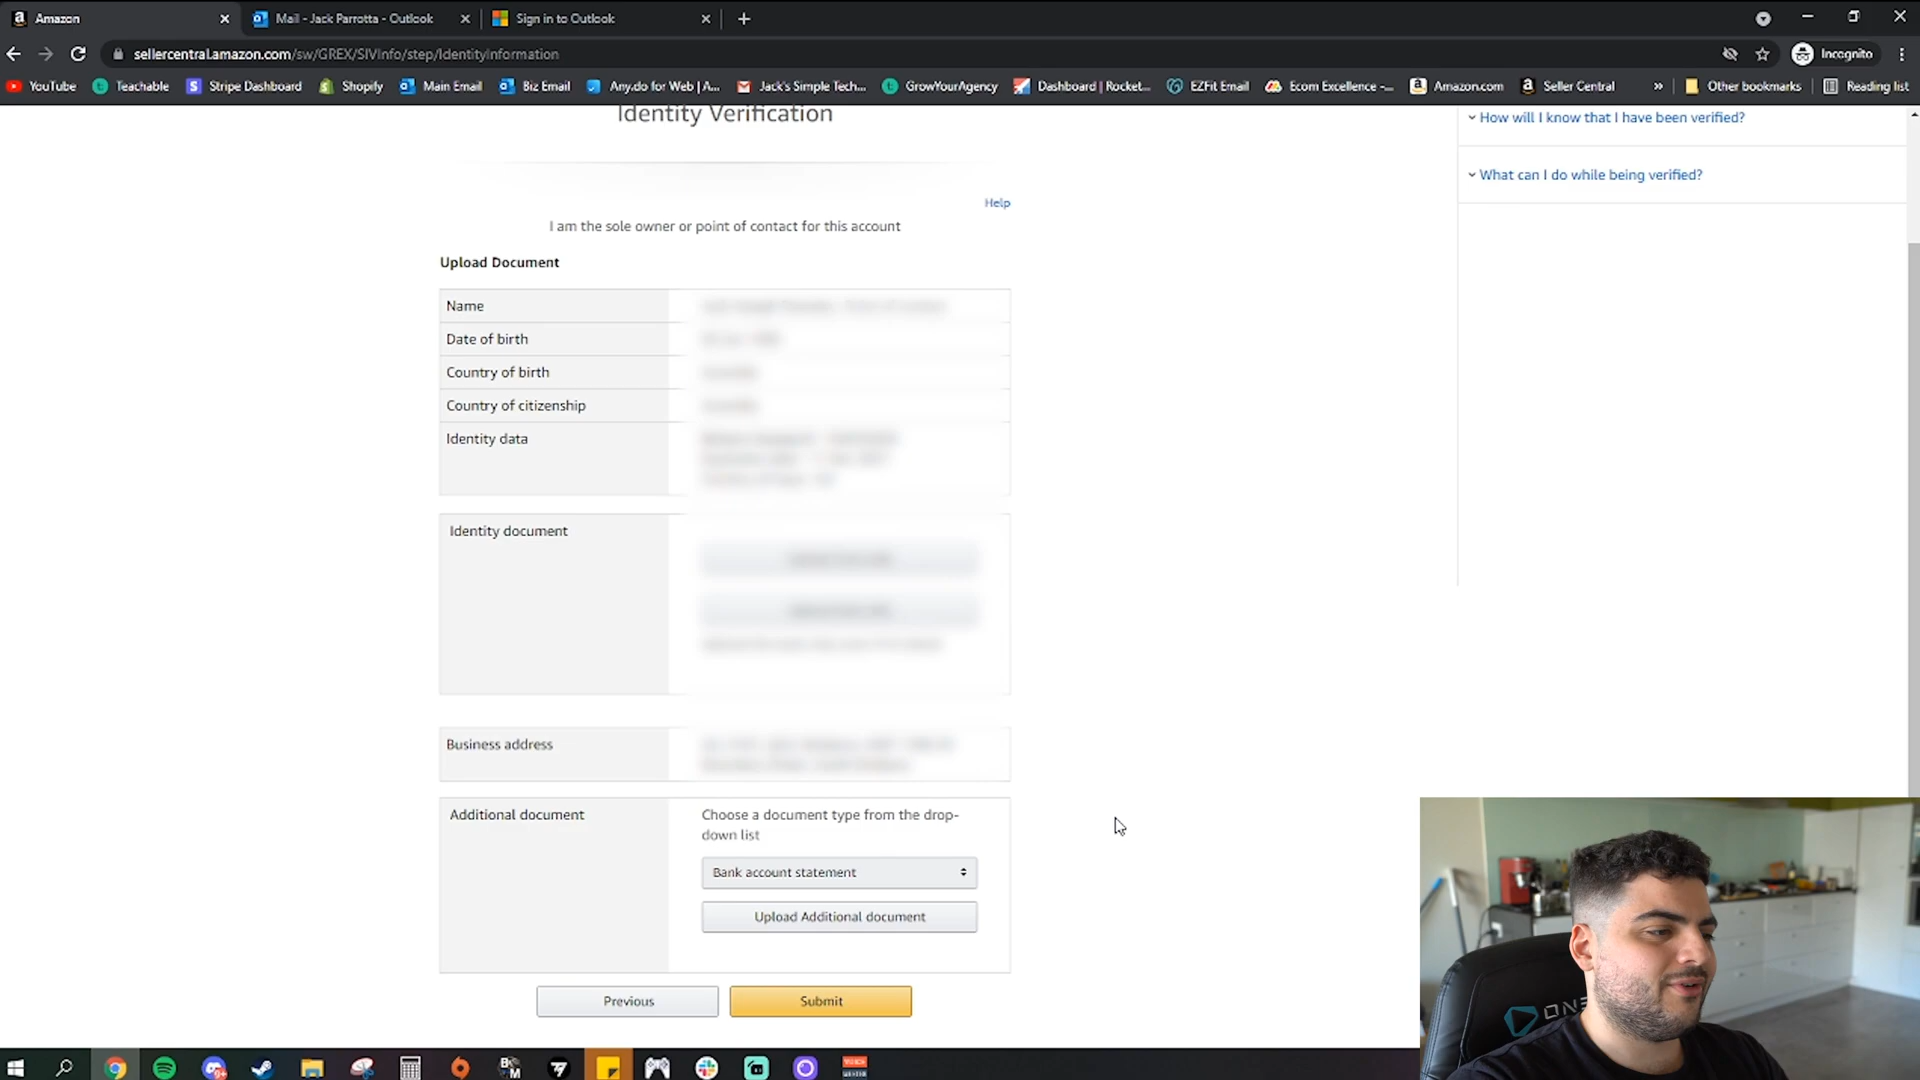 Amazon
Mail - Jack Parrotta - Outlook
Sign in to Outlook
sellercentral.amazon.com/sw/GREX/SIVInfo/step/IdentityInformation
Incognito
YouTube
Teachable
Stripe Dashboard
Shopify
Main Email
Biz Email
Any.do for Web | A...
Jack's Simple Tech...
GrowYourAgency
Dashboard | Rocket...
EZFit Email
Ecom Excellence -...
Amazon.com
Seller Central
»
Other bookmarks
Reading list
Identity Verification
How will I know that I have been verified?
What can I do while being verified?
Help
I am the sole owner or point of contact for this account
Upload Document
Name
Date of birth
Country of birth
Country of citizenship
Identity data
Identity document
Business address
Additional document
Choose a document type from the drop-
down list
Bank account statement
Upload Additional document
Previous
Submit